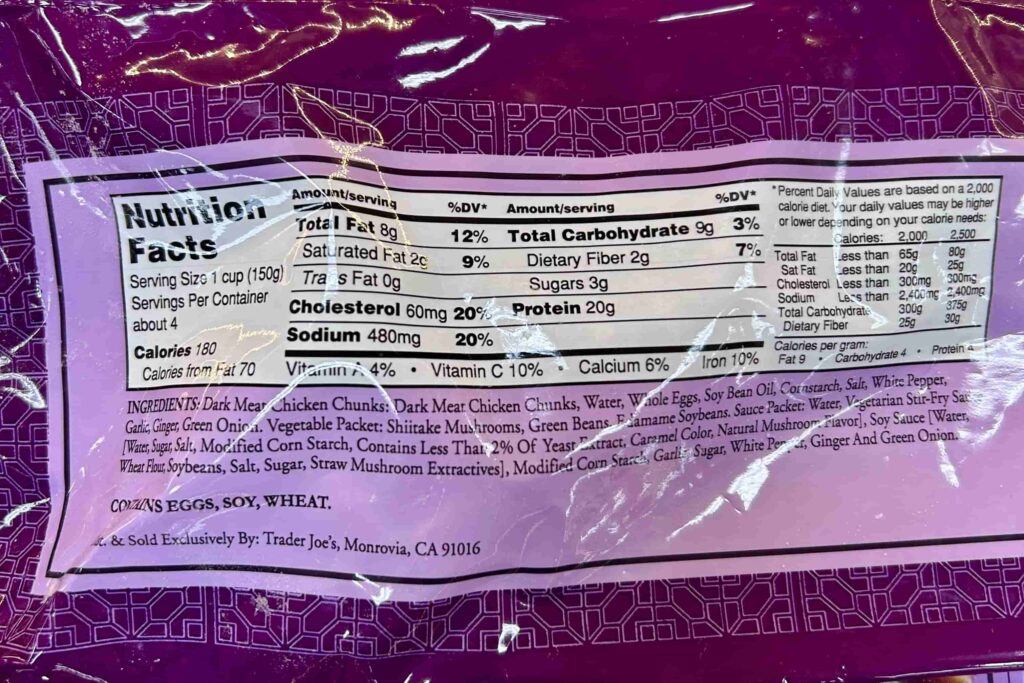 Nutrition
Facts
Serving Size 1 cup (150g)
Servings Per Container
about 4
Calories 180
Calories from Fat 70
Amount/serving %DV*
Total Fat 8g 12%
Saturated Fat 2g 9%
Trans Fat 0g
Cholesterol 60mg 20%
Sodium 480mg 20%
Amount/serving %DV*
Total Carbohydrate 9g 3%
Dietary Fiber 2g 7%
Sugars 3g
Protein 20g
Vitamin A 4% • Vitamin C 10% • Calcium 6% Iron 10%
*Percent Daily Values are based on a 2,000
calorie diet. Your daily values may be higher
or lower depending on your calorie needs:
Calories: 2,000 2,500
Total Fat Less than 65g 80g
Sat Fat Less than 20g 25g
Cholesterol Less than 300mg 300mg
Sodium Less than 2,400mg 2,400mg
Total Carbohydrate 300g 375g
Dietary Fiber 25g 30g
Calories per gram:
Fat 9 • Carbohydrate 4 • Protein 4
INGREDIENTS: Dark Meat Chicken Chunks: Dark Meat Chicken Chunks, Water, Whole Eggs, Soy Bean Oil, Cornstarch, Salt, White Pepper,
Garlic, Ginger, Green Onion. Vegetable Packet: Shiitake Mushrooms, Green Beans, Edamame Soybeans. Sauce Packet: Water, Vegetarian Stir-Fry
[Water, Sugar, Salt, Modified Corn Starch, Contains Less Than 2% Of Yeast Extract, Caramel Color, Natural Mushroom Flavor], Soy Sauce [Water,
Wheat Flour, Soybeans, Salt, Sugar, Straw Mushroom Extractives], Modified Corn Starch, Garlic, Sugar, White Pepper, Ginger And Green Onion.
CONTAINS EGGS, SOY, WHEAT.
& Sold Exclusively By: Trader Joe's, Monrovia, CA 91016